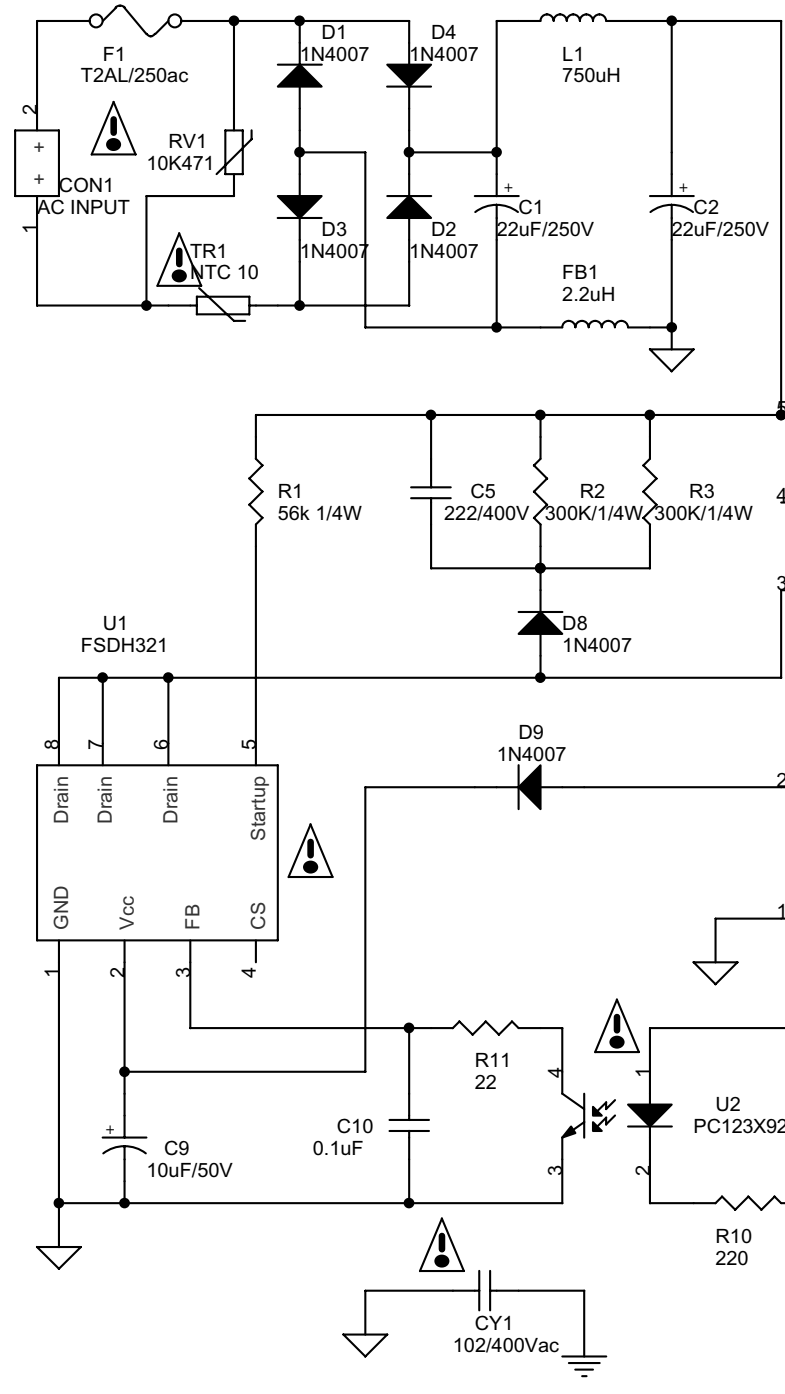 F1
T2AL/250ac
D1
1N4007
D4
1N4007
L1
750uH
2
RV1
10K471
+
+
CON1
AC INPUT
1
D3
1N4007
D2
1N4007
+
C1
22uF/250V
+
C2
22uF/250V
TR1
NTC 10
FB1
2.2uH
5
R1
56k 1/4W
C5
222/400V
R2
300K/1/4W
R3
300K/1/4W
4
3
U1
FSDH321
D8
1N4007
8
7
6
5
D9
1N4007
2
Drain
Drain
Drain
Startup
GND
Vcc
FB
CS
1
2
3
4
1
R11
22
4
1
U2
PC123X92
+
C9
10uF/50V
C10
0.1uF
3
2
R10
220
CY1
102/400Vac